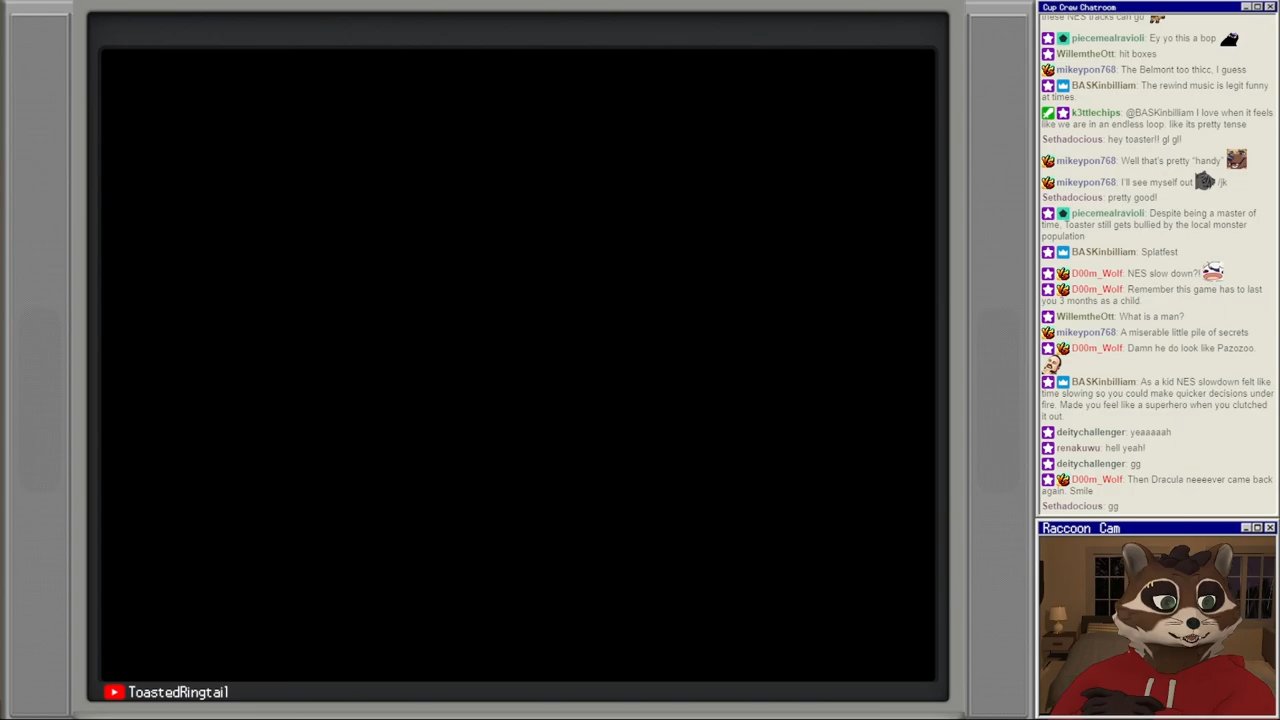 Cup Crew Chatroom
these NES tracks can go
piecemealravioli: Ey yo this a bop
WillemtheOtt: hit boxes
mikeypon768: The Belmont too thicc, I guess
BASKinbilliam: The rewind music is legit funny
at times.
k3ttlechips: @BASKinbilliam I love when it feels
like we are in an endless loop. like its pretty tense
Sethadocious: hey toaster!! gl gl!
mikeypon768: Well that's pretty "handy"
mikeypon768: I'll see myself out /jk
Sethadocious: pretty good!
piecemealravioli: Despite being a master of
time, Toaster still gets bullied by the local monster
population
BASKinbilliam: Splatfest
D00m_Wolf: NES slow down?!
D00m_Wolf: Remember this game has to last
you 3 months as a child.
WillemtheOtt: What is a man?
mikeypon768: A miserable little pile of secrets
D00m_Wolf: Damn he do look like Pazozoo.
BASKinbilliam: As a kid NES slowdown felt like
time slowing so you could make quicker decisions under
fire. Made you feel like a superhero when you clutched
it out.
deitychallenger: yeaaaaah
renakuwu: hell yeah!
deitychallenger: gg
D00m_Wolf: Then Dracula neeeever came back
again. Smile
Sethadocious: gg
Raccoon Cam
ToastedRingtail